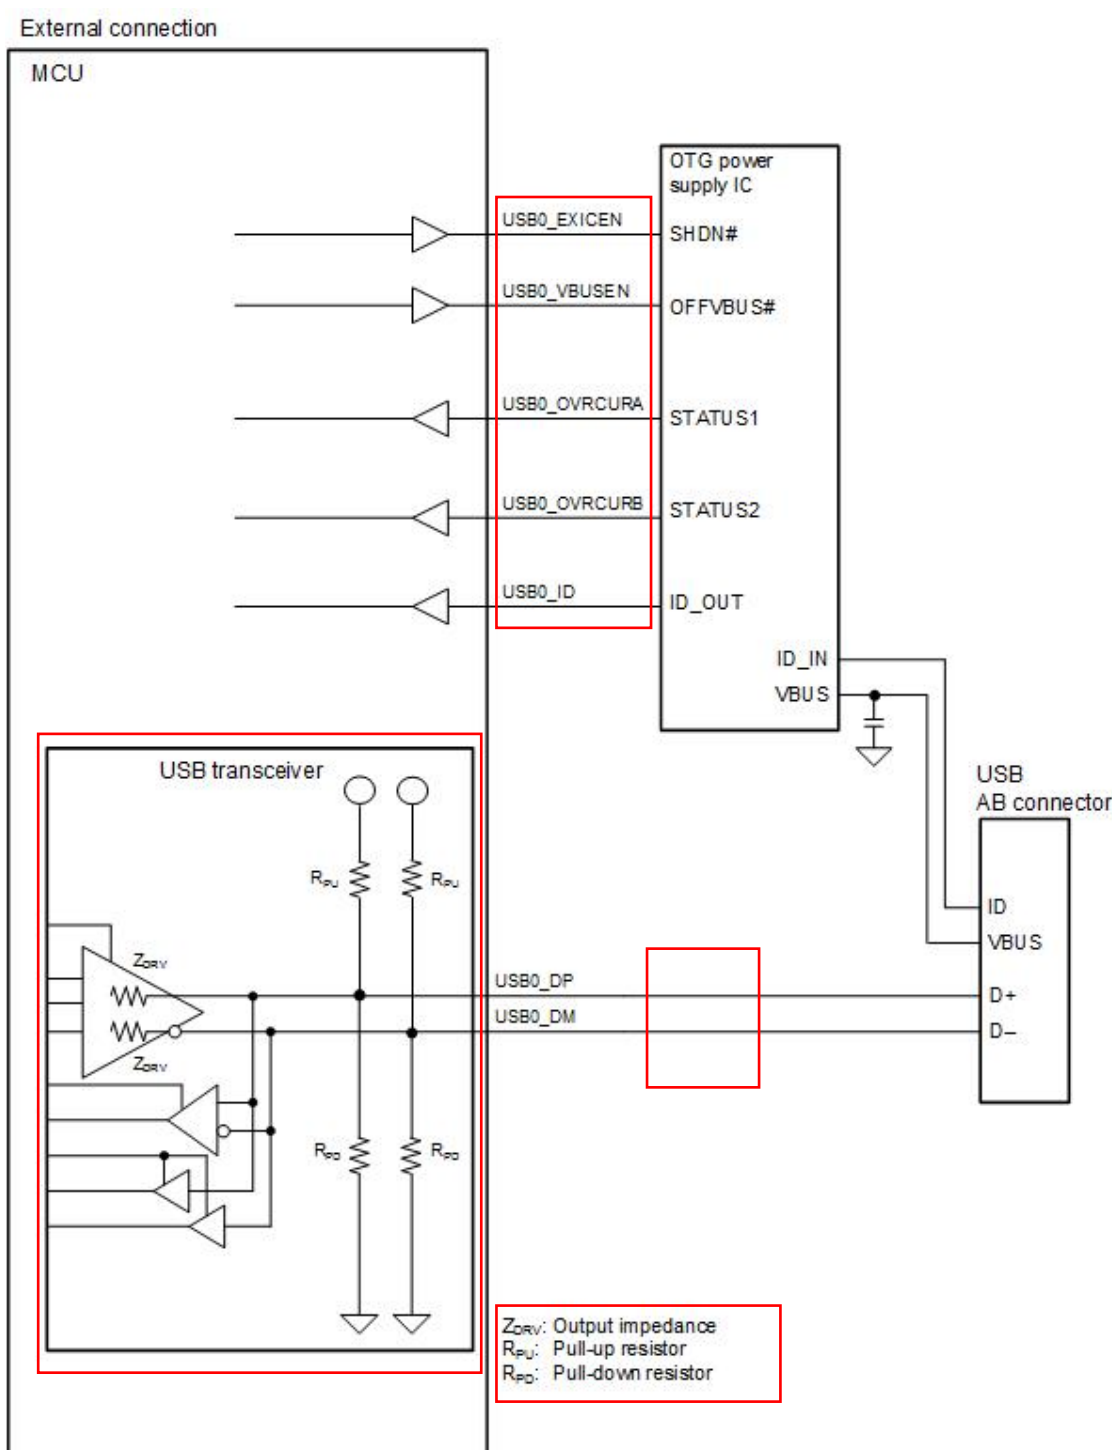 External connection
MCU
OTG power
supply IC
USB0_EXICEN
SHDN#
USB0_VBUSEN
OFFVBUS#
USB0_OVRCURA
STATUS1
USB0_OVRCURB
STATUS2
USB0_ID
ID_OUT
ID_IN
VBUS
USB transceiver
USB
AB connector
RPU
RPU
ID
VBUS
ZDRV
USB0_DP
D+
USB0_DM
D–
ZDRV
RPD
RPD
ZDRV: Output impedance
RPU: Pull-up resistor
RPD: Pull-down resistor